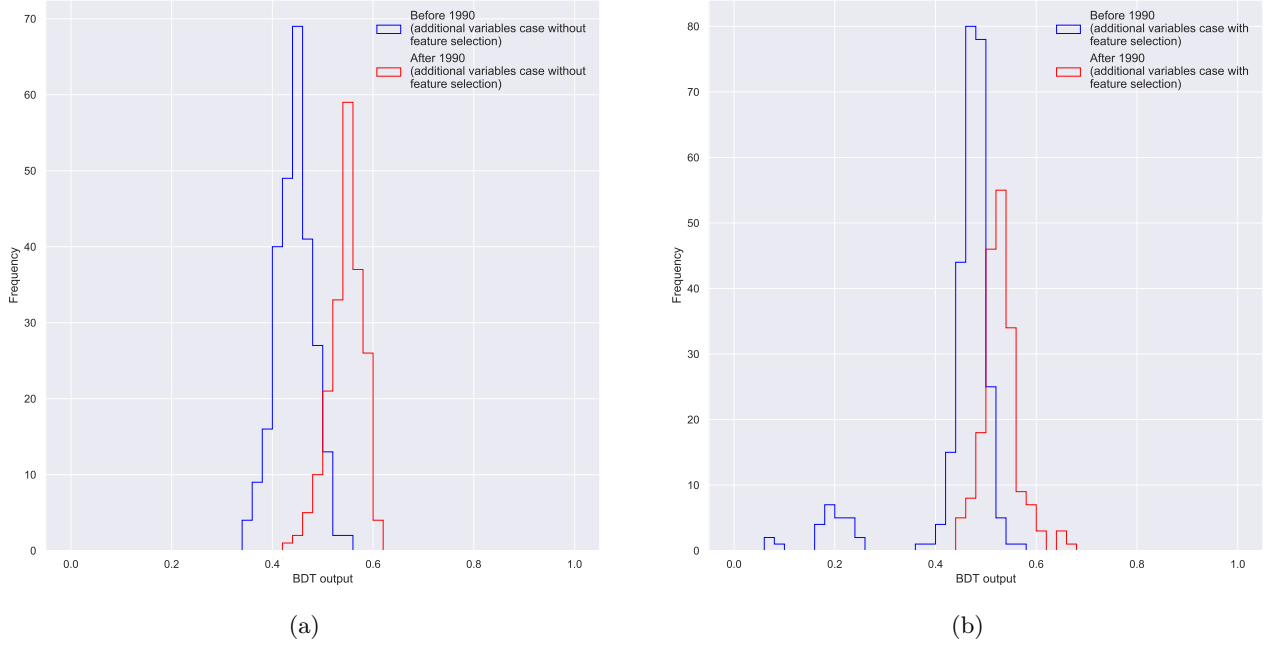 70
60
50
40
30
20
10
0
Frequency
0.0 0.2 0.4 0.6 0.8 1.0
BDT output
Before 1990
(additional variables case without
feature selection)
After 1990
(additional variables case without
feature selection)
(a)
80
70
60
50
40
30
20
10
0
Frequency
0.0 0.2 0.4 0.6 0.8 1.0
BDT output
Before 1990
(additional variables case with
feature selection)
After 1990
(additional variables case with
feature selection)
(b)